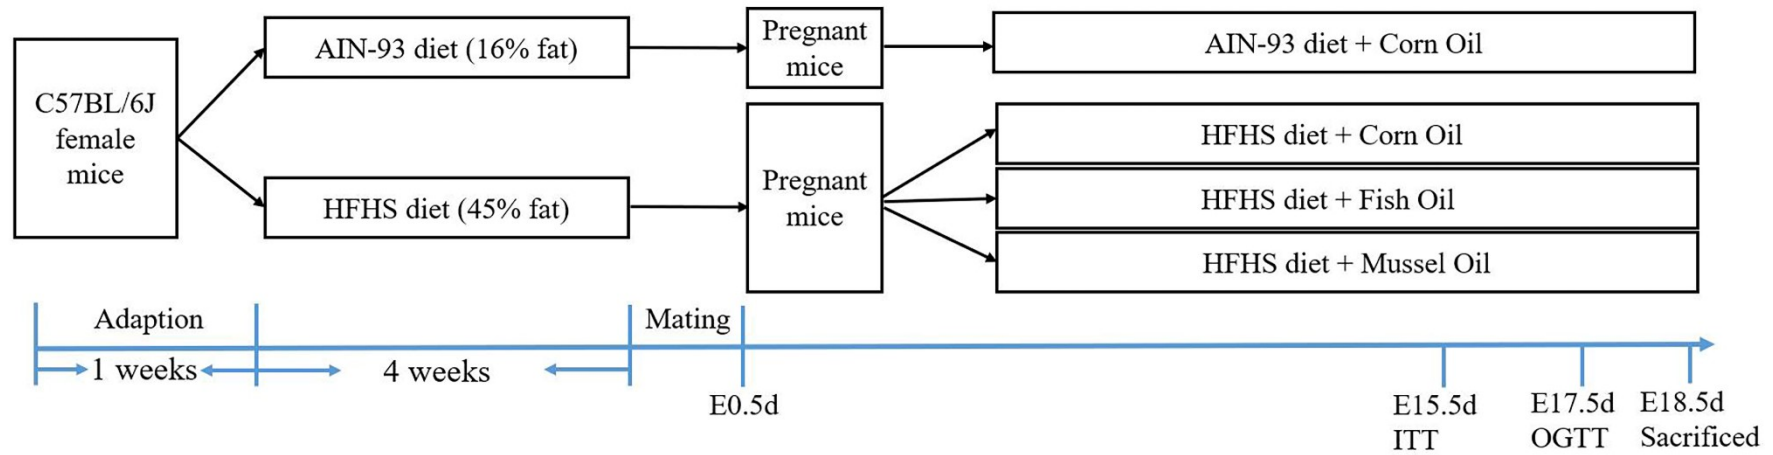 C57BL/6J
female
mice
AIN-93 diet (16% fat)
HFHS diet (45% fat)
Pregnant
mice
Pregnant
mice
AIN-93 diet + Corn Oil
HFHS diet + Corn Oil
HFHS diet + Fish Oil
HFHS diet + Mussel Oil
Adaption
Mating
1 weeks
4 weeks
E0.5d
E15.5d
ITT
E17.5d
OGTT
E18.5d
Sacrificed